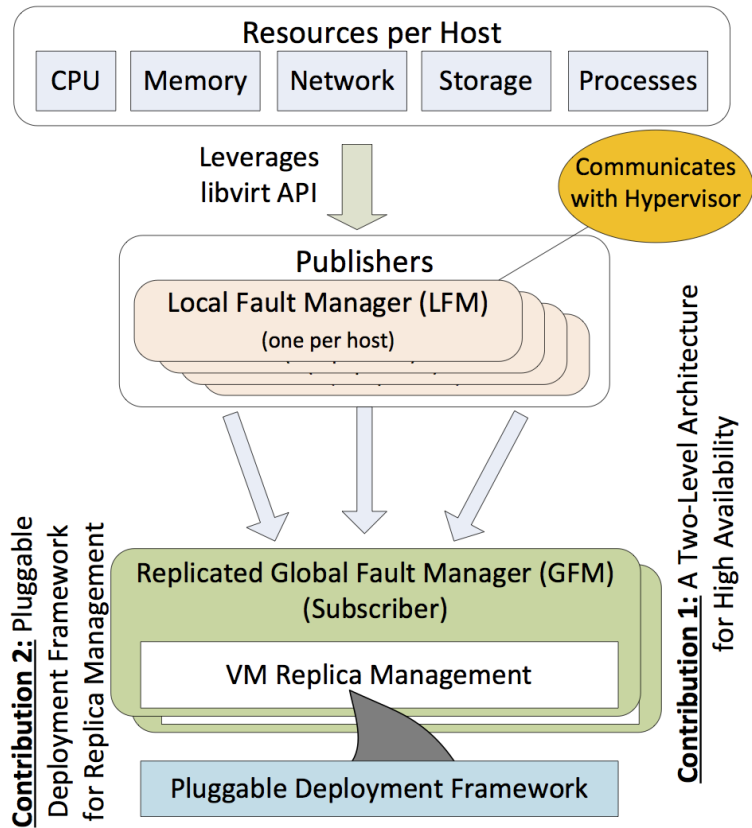 Resources per Host
CPU
Memory
Network
Storage
Processes
Leverages
libvirt API
Communicates
with Hypervisor
Publishers
Local Fault Manager (LFM)
(one per host)
Contribution 1: A Two-Level Architecture
for High Availability
Contribution 2: Pluggable
Deployment Framework
for Replica Management
Replicated Global Fault Manager (GFM)
(Subscriber)
VM Replica Management
Pluggable Deployment Framework